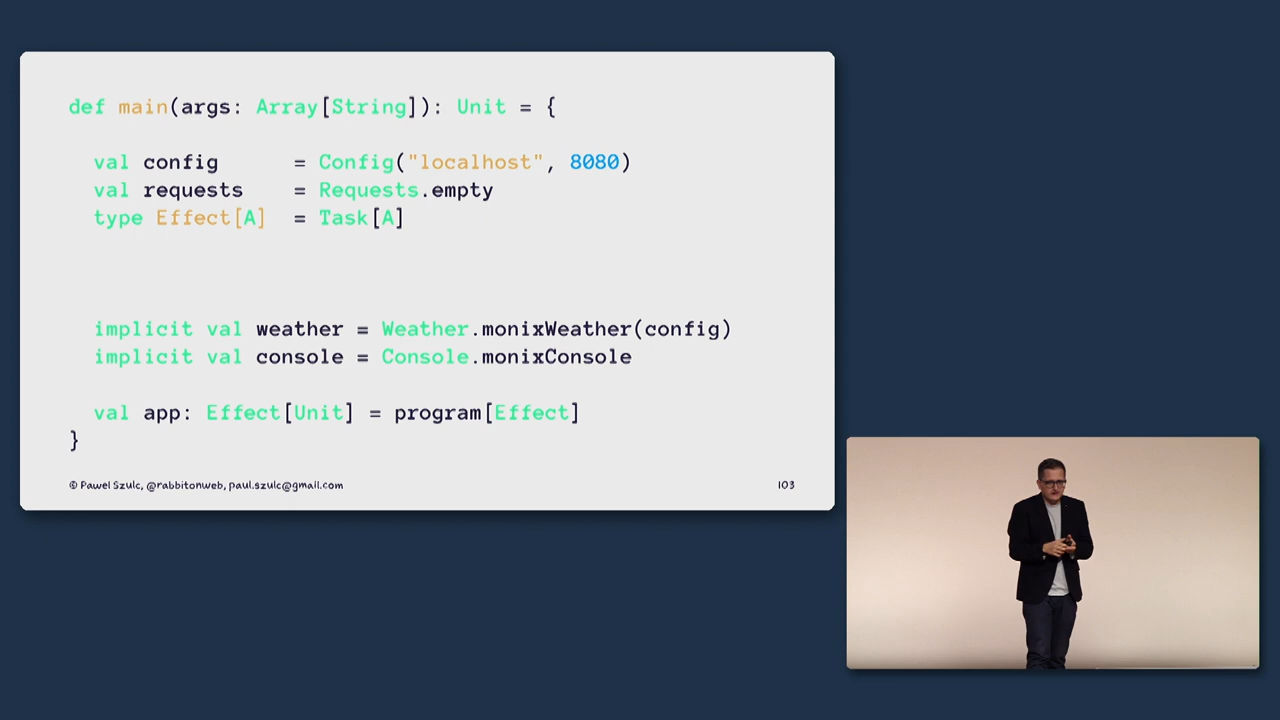 def main(args: Array[String]): Unit = {
val config = Config("localhost", 8080)
val requests = Requests.empty
type Effect[A] = Task[A]
implicit val weather = Weather.monixWeather(config)
implicit val console = Console.monixConsole
val app: Effect[Unit] = program[Effect]
}
© Pawel Szulc, @rabbitonweb, paul.szulc@gmail.com
103